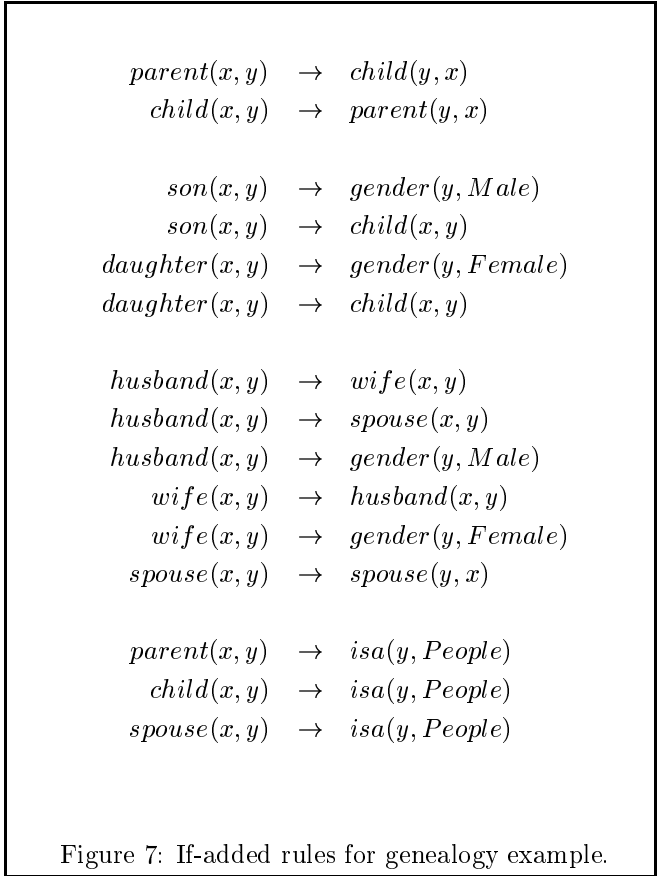 parent(x, y) → child(y, x)
child(x, y) → parent(y, x)
son(x, y) → gender(y, Male)
son(x, y) → child(x, y)
daughter(x, y) → gender(y, Female)
daughter(x, y) → child(x, y)
husband(x, y) → wife(x, y)
husband(x, y) → spouse(x, y)
husband(x, y) → gender(y, Male)
wife(x, y) → husband(x, y)
wife(x, y) → gender(y, Female)
spouse(x, y) → spouse(y, x)
parent(x, y) → isa(y, People)
child(x, y) → isa(y, People)
spouse(x, y) → isa(y, People)
Figure 7: If-added rules for genealogy example.